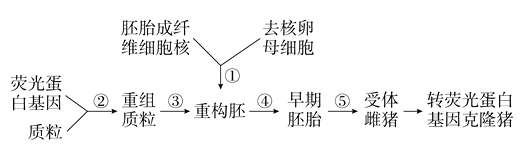 胚胎成纤
维细胞核
去核卵
母细胞
①
荧光蛋
白基因
质粒
②
重组
质粒
③
重构胚
④
早期
胚胎
⑤
受体
雌猪
转荧光蛋白
基因克隆猪